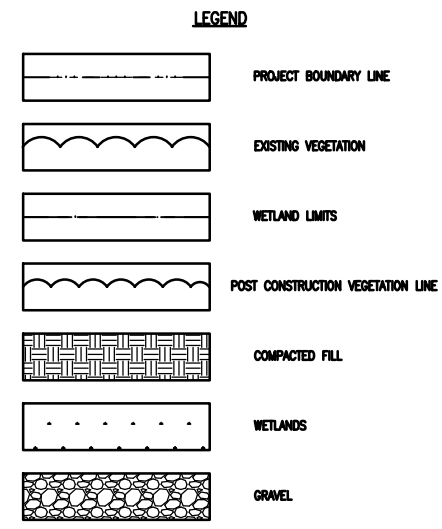 LEGEND
PROJECT BOUNDARY LINE
EXISTING VEGETATION
WETLAND LIMITS
POST CONSTRUCTION VEGETATION LINE
COMPACTED FILL
WETLANDS
GRAVEL